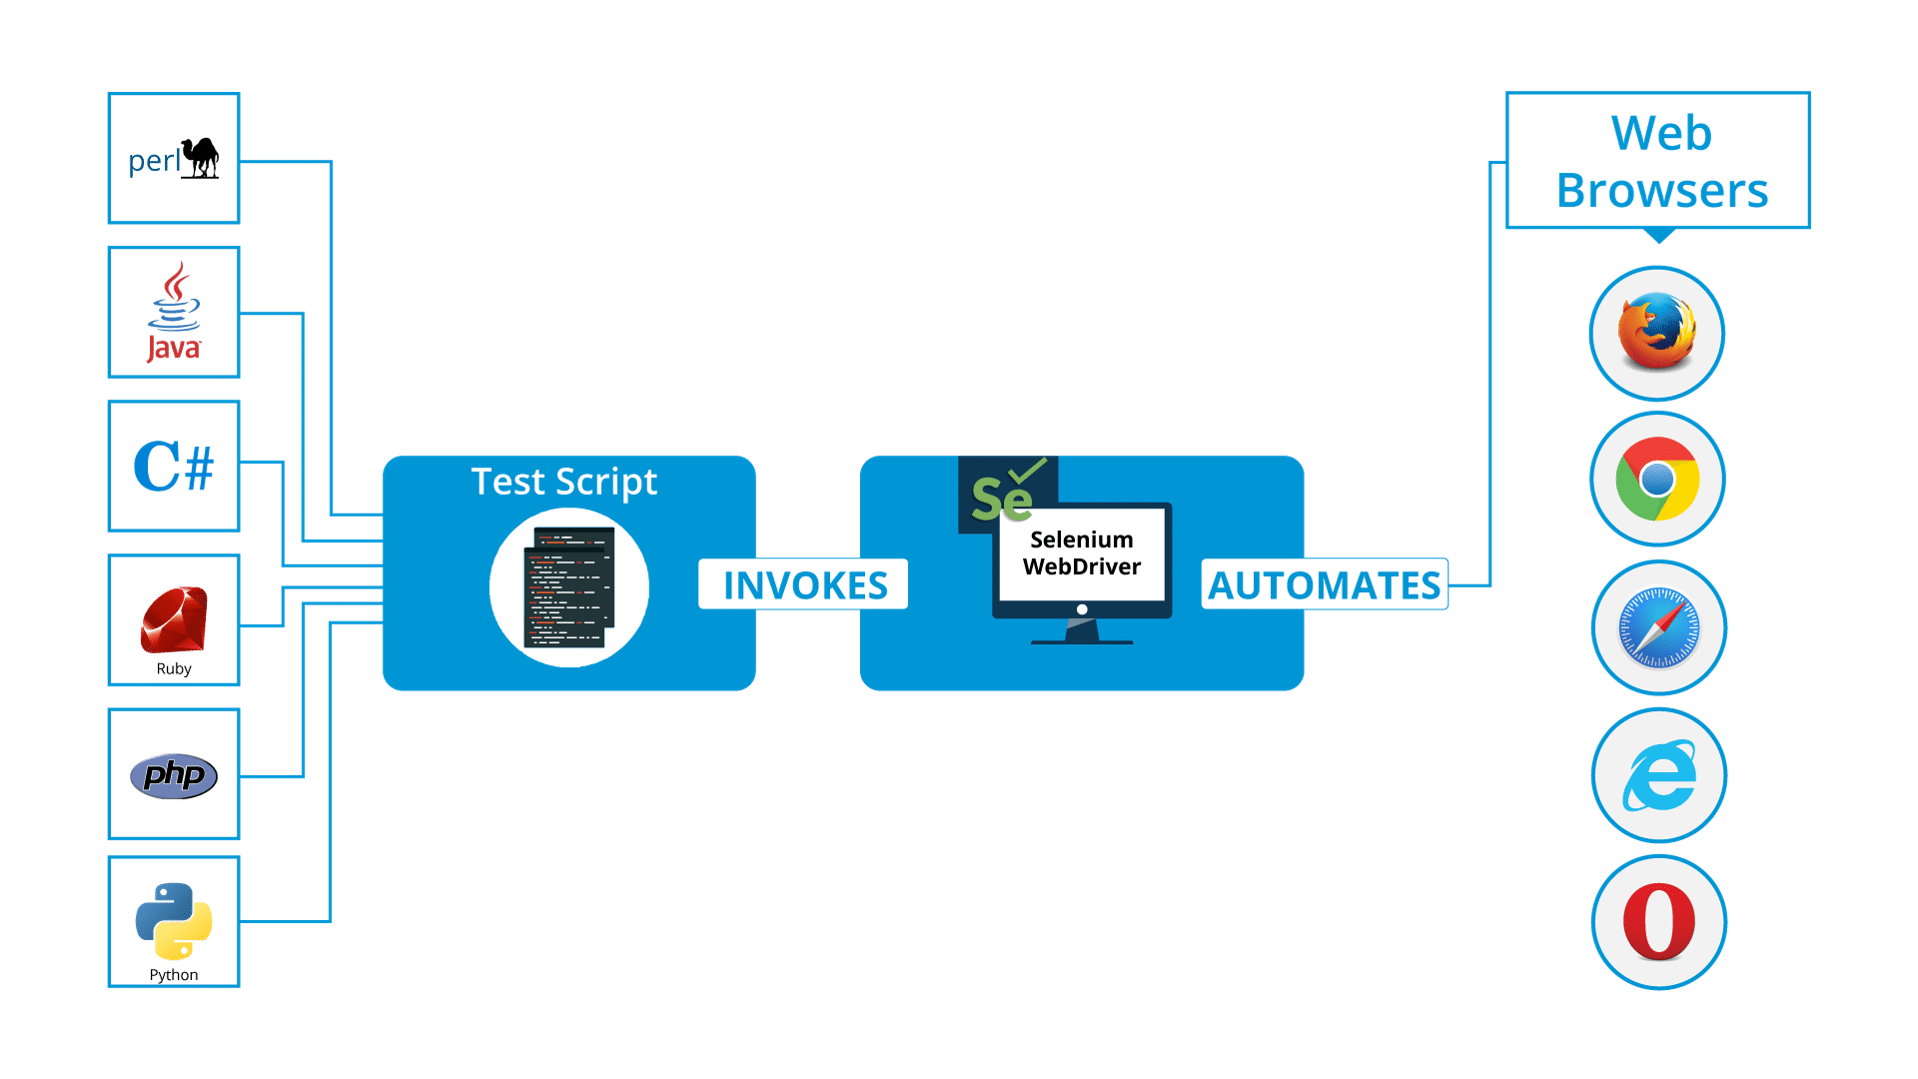 perl
Java
C#
Ruby
php
Python
Test Script
INVOKES
Se
Selenium
WebDriver
AUTOMATES
Web
Browsers